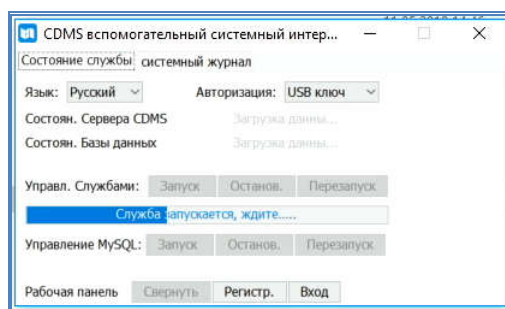 CDMS вспомогательный системный интер...
Состояние службы системный журнал
Язык: Русский Авторизация: USB ключ
Состоян. Сервера CDMS Загрузка данны...
Состоян. Базы данных Загрузка данны...
Управл. Службами: Запуск Останов. Перезапуск
Служба запускается, ждите.....
Управление MySQL: Запуск Останов. Перезапуск
Рабочая панель Свернуть Регистр. Вход